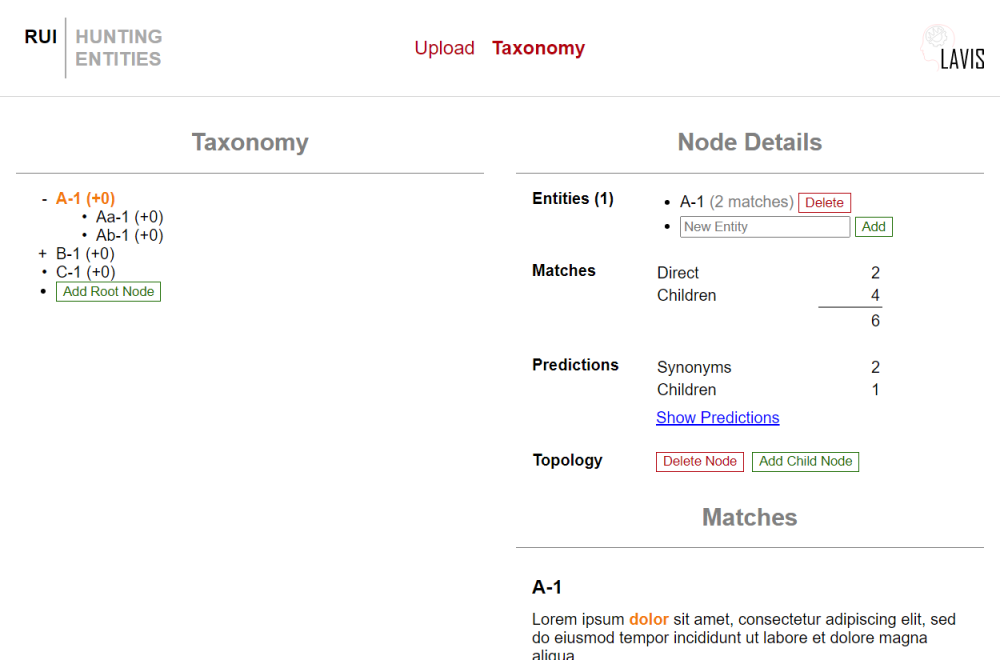 RUI HUNTING
ENTITIES
Upload Taxonomy
LAVIS
Taxonomy
- A-1 (+0)
• Aa-1 (+0)
• Ab-1 (+0)
+ B-1 (+0)
• C-1 (+0)
• Add Root Node
Node Details
Entities (1)
• A-1 (2 matches) Delete
• New Entity Add
Matches
Direct 2
Children 4
6
Predictions
Synonyms 2
Children 1
Show Predictions
Topology
Delete Node Add Child Node
Matches
A-1
Lorem ipsum dolor sit amet, consectetur adipiscing elit, sed
do eiusmod tempor incididunt ut labore et dolore magna
aliqua